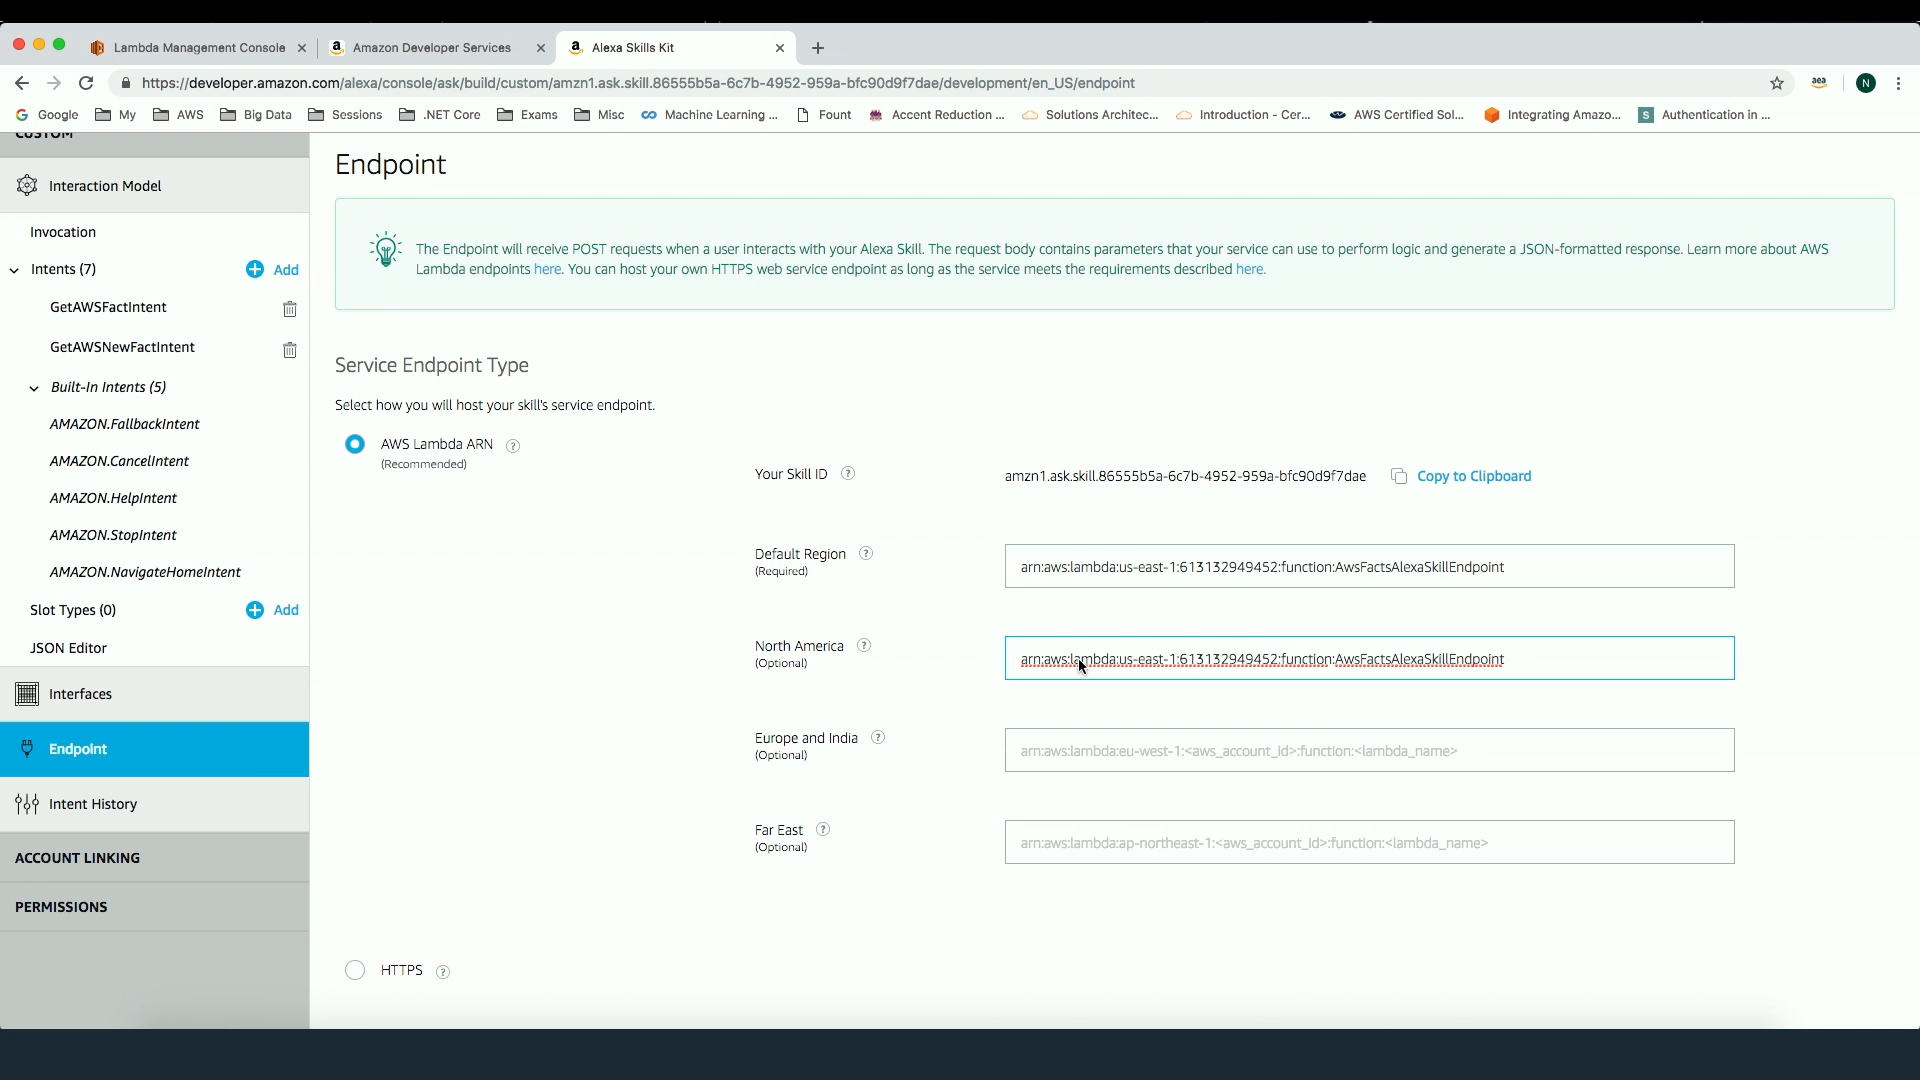 Lambda Management Console
Amazon Developer Services
Alexa Skills Kit
https://developer.amazon.com/alexa/console/ask/build/custom/amzn1.ask.skill.86555b5a-6c7b-4952-959a-bfc90d9f7dae/development/en_US/endpoint
aea
N
Google My AWS Big Data Sessions .NET Core Exams Misc Machine Learning ... Fount Accent Reduction ... Solutions Architec... Introduction - Cer... AWS Certified Sol... Integrating Amazo... S Authentication in ...
CUSTOM
Interaction Model
Invocation
Intents (7) Add
GetAWSFactIntent
GetAWSNewFactIntent
Built-In Intents (5)
AMAZON.FallbackIntent
AMAZON.CancelIntent
AMAZON.HelpIntent
AMAZON.StopIntent
AMAZON.NavigateHomeIntent
Slot Types (0) Add
JSON Editor
Interfaces
Endpoint
Intent History
ACCOUNT LINKING
PERMISSIONS
Endpoint
The Endpoint will receive POST requests when a user interacts with your Alexa Skill. The request body contains parameters that your service can use to perform logic and generate a JSON-formatted response. Learn more about AWS
Lambda endpoints here. You can host your own HTTPS web service endpoint as long as the service meets the requirements described here.
Service Endpoint Type
Select how you will host your skill's service endpoint.
AWS Lambda ARN ?
(Recommended)
Your Skill ID ? amzn1.ask.skill.86555b5a-6c7b-4952-959a-bfc90d9f7dae Copy to Clipboard
Default Region ?
(Required)
arn:aws:lambda:us-east-1:613132949452:function:AwsFactsAlexaSkillEndpoint
North America ?
(Optional)
arn:aws:lambda:us-east-1:613132949452:function:AwsFactsAlexaSkillEndpoint
Europe and India ?
(Optional)
arn:aws:lambda:eu-west-1:<aws_account_id>:function:<lambda_name>
Far East ?
(Optional)
arn:aws:lambda:ap-northeast-1:<aws_account_id>:function:<lambda_name>
HTTPS ?